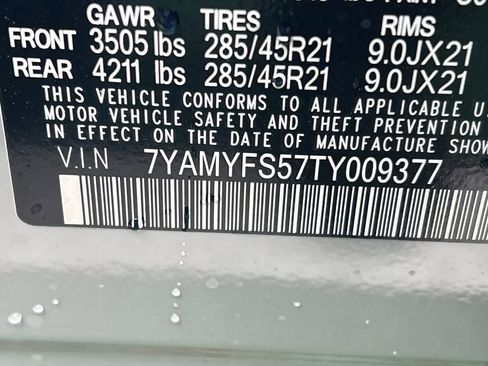 GAWR TIRES RIMS
FRONT 3505 lbs 285/45R21 9.0JX21
REAR 4211 lbs 285/45R21 9.0JX21
THIS VEHICLE CONFORMS TO ALL APPLICABLE U.
MOTOR VEHICLE SAFETY AND THEFT PREVENTION
IN EFFECT ON THE DATE OF MANUFACTURE SHOW
V.I.N 7YAMYFS57TY009377